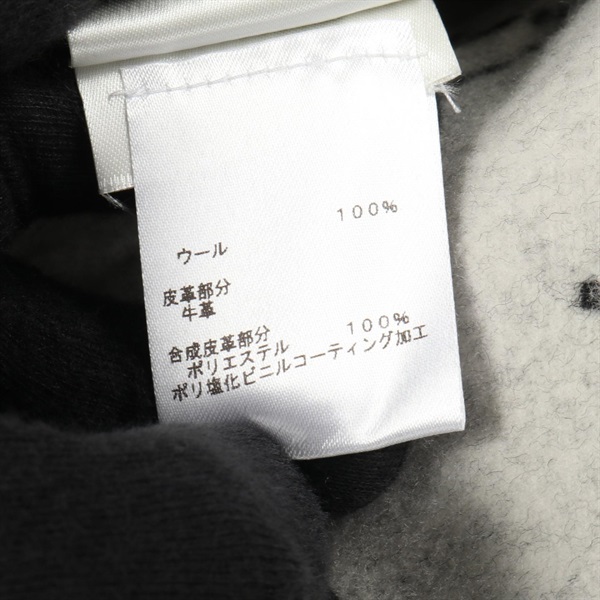 ウール 100%
皮革部分
牛革
合成皮革部分
ポリエステル 100%
ポリ塩化ビニルコーティング加工